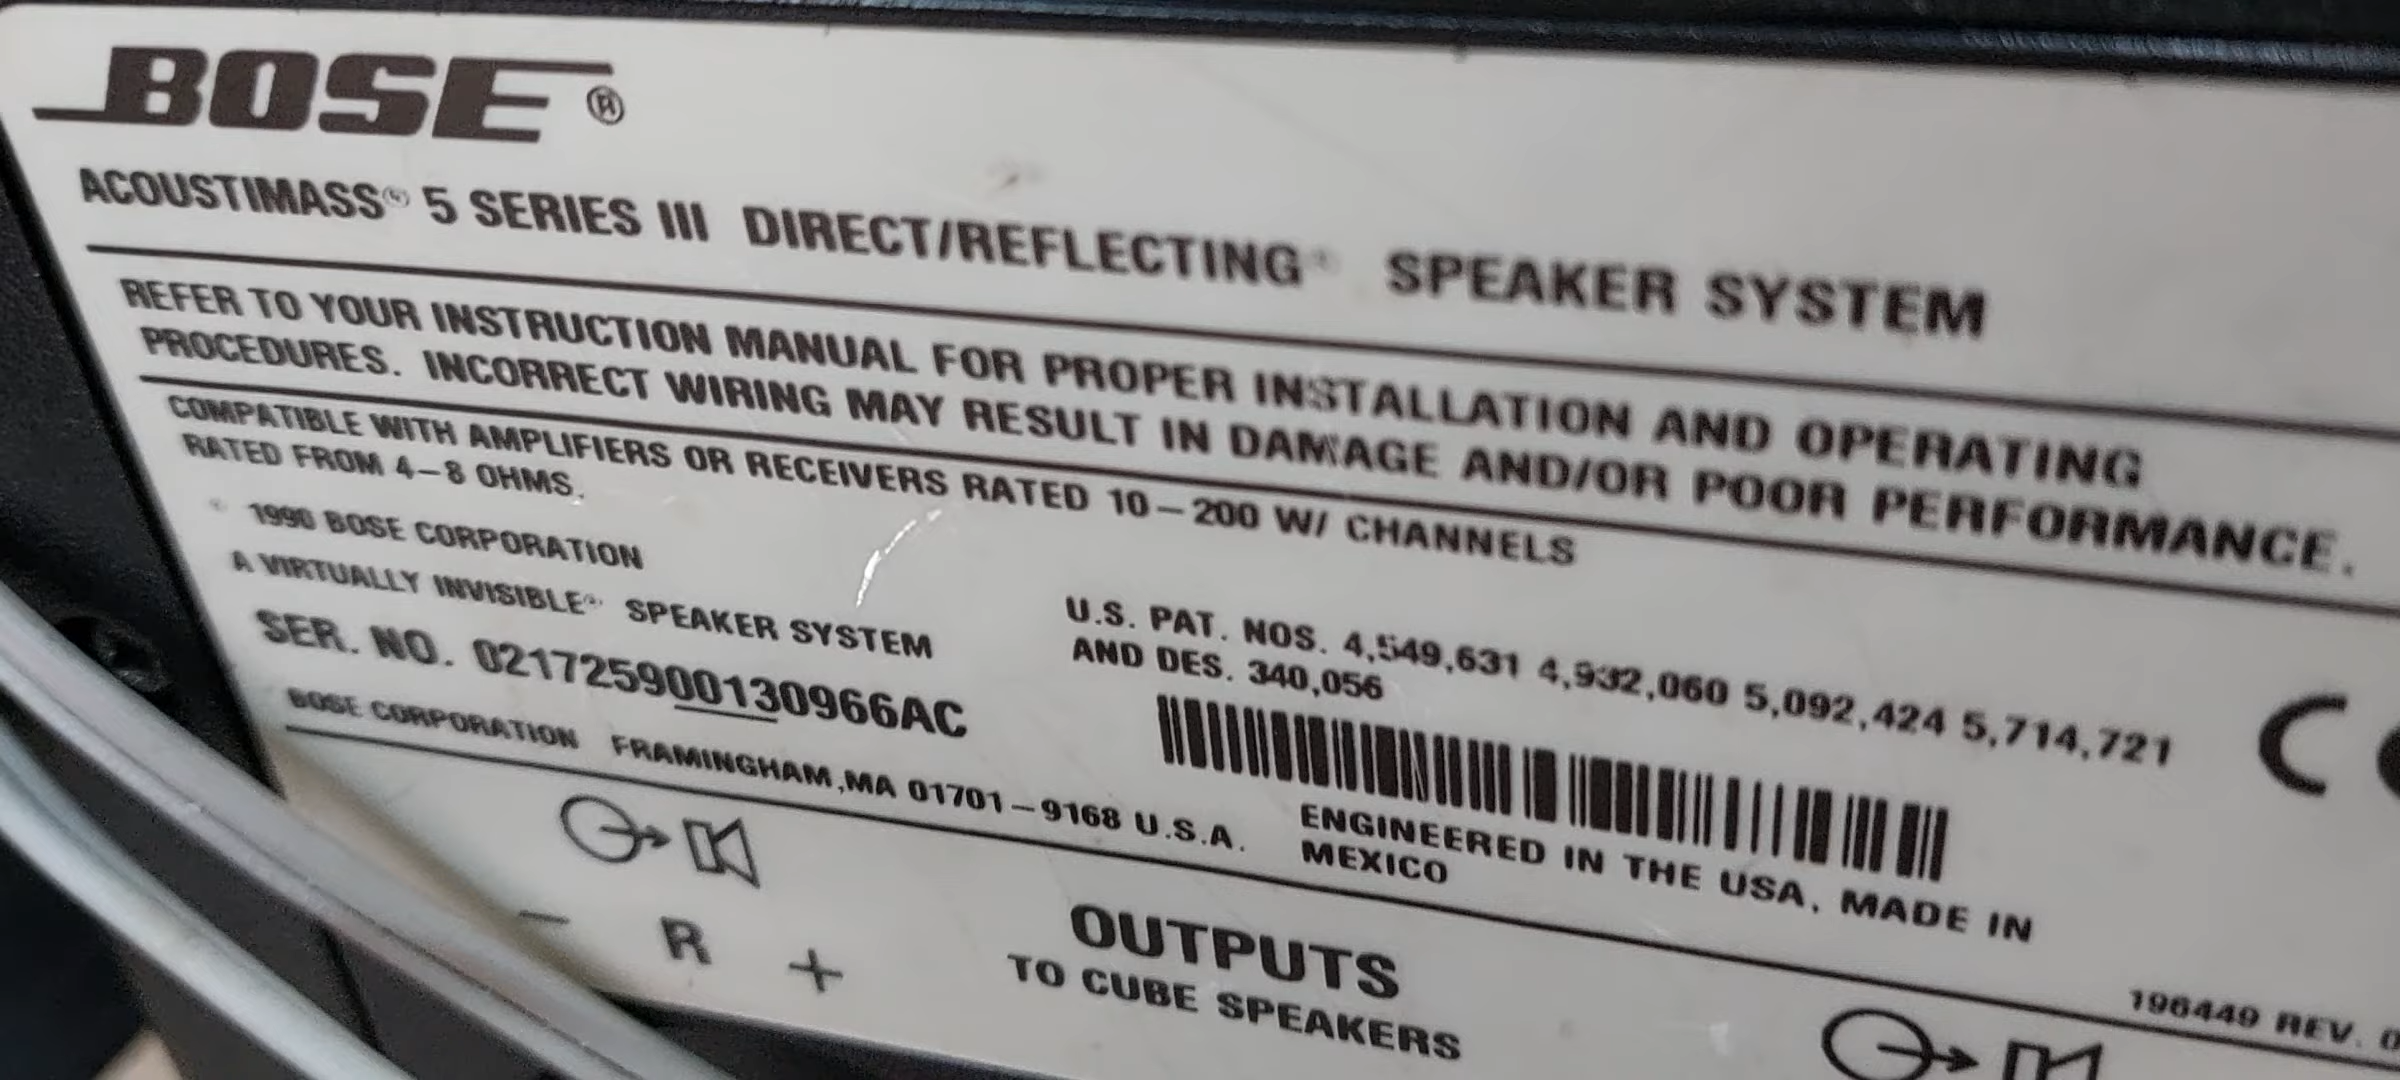 BOSE®
ACOUSTIMASS® 5 SERIES III DIRECT/REFLECTING® SPEAKER SYSTEM
REFER TO YOUR INSTRUCTION MANUAL FOR PROPER INSTALLATION AND OPERATING
PROCEDURES. INCORRECT WIRING MAY RESULT IN DAMAGE AND/OR POOR PERFORMANCE.
COMPATIBLE WITH AMPLIFIERS OR RECEIVERS RATED 10-200 W/ CHANNELS
RATED FROM 4-8 OHMS.
1990 BOSE CORPORATION
A VIRTUALLY INVISIBLE® SPEAKER SYSTEM
SER. NO. 021725900130966AC
BOSE CORPORATION FRAMINGHAM,MA 01701-9168 U.S.A.
U.S. PAT. NOS. 4,549,631 4,932,060 5,092,424 5,714,721
AND DES. 340,056
CE
ENGINEERED IN THE USA, MADE IN
MEXICO
- R +
OUTPUTS
TO CUBE SPEAKERS
196449 REV. 0